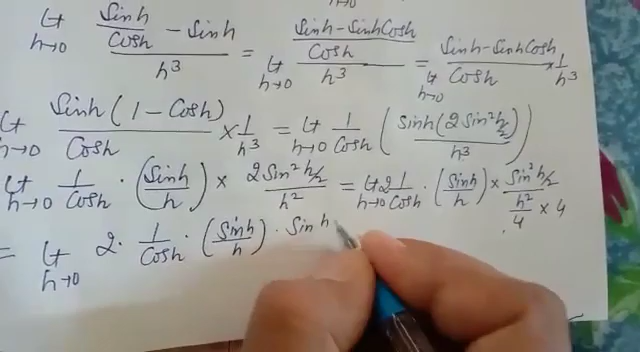 h→0
Lt h→0 (Sinh/Cosh - Sinh)/h³ = Lt h→0 ((Sinh-SinhCosh)/Cosh)/h³ = Lt h→0 (Sinh-SinhCosh)/Cosh × 1/h³
Lt h→0 Sinh(1-Cosh)/Cosh × 1/h³ = Lt h→0 1/Cosh (Sinh(2Sin²h/2)/h³)
Lt h→0 1/Cosh · (Sinh/h) × 2Sin²h/2/h² = Lt h→0 2 1/Cosh · (Sinh/h) × Sin²h/2/(h²/4 × 4)
= Lt h→0 2 · 1/Cosh · (Sinh/h) · Sin h